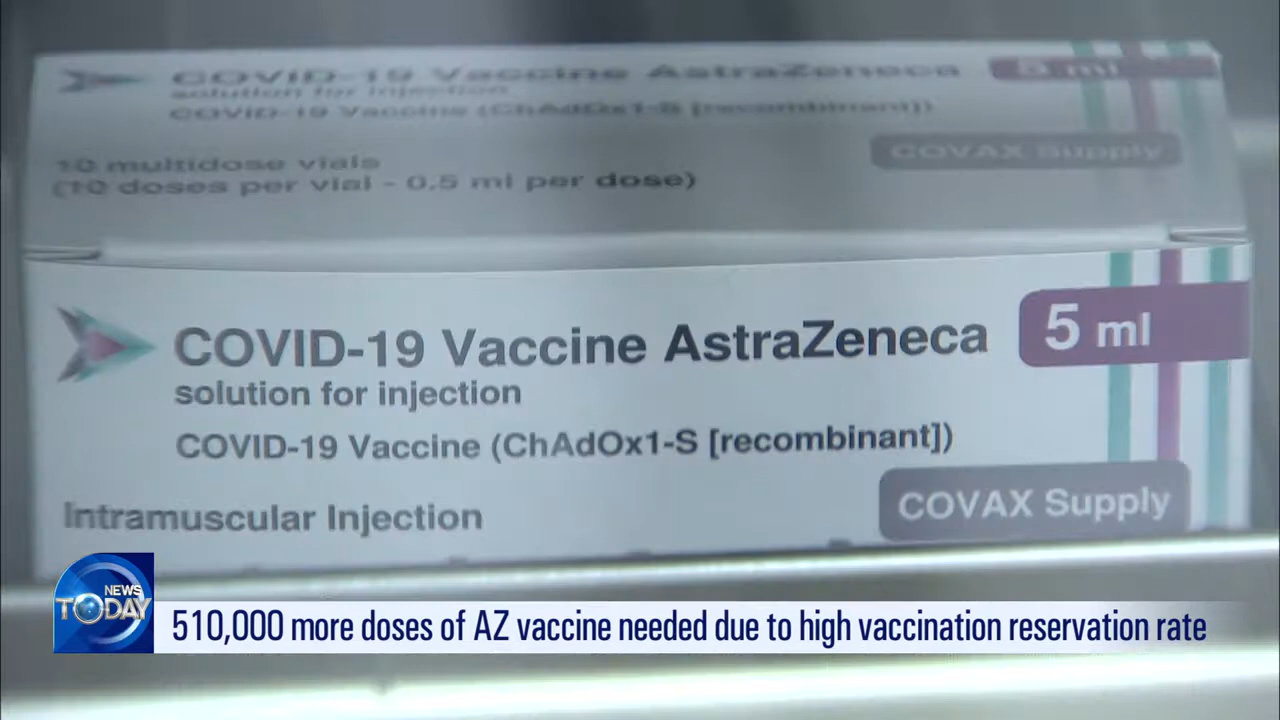 COVID-19 Vaccine AstraZeneca
5 ml
solution for injection
COVID-19 Vaccine (ChAdOx1-S [recombinant])
10 multidose vials
COVAX Supply
(10 doses per vial - 0.5 ml per dose)
COVID-19 Vaccine AstraZeneca
5 ml
solution for injection
COVID-19 Vaccine (ChAdOx1-S [recombinant])
COVAX Supply
Intramuscular Injection
NEWS
TODAY
510,000 more doses of AZ vaccine needed due to high vaccination reservation rate